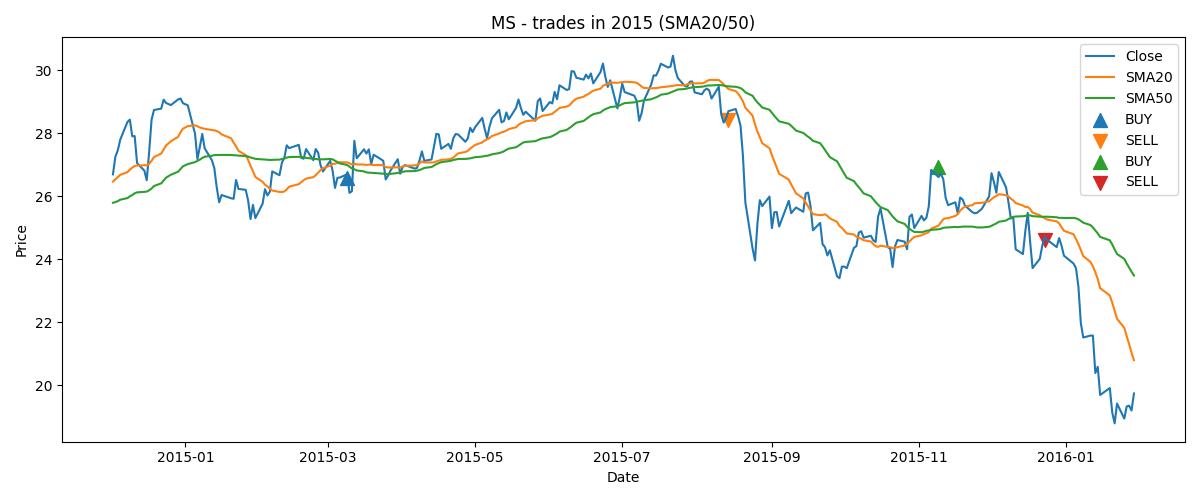 MS - trades in 2015 (SMA20/50)
Price
30
28
26
24
22
20
Close
SMA20
SMA50
BUY
SELL
BUY
SELL
2015-01 2015-03 2015-05 2015-07 2015-09 2015-11 2016-01
Date